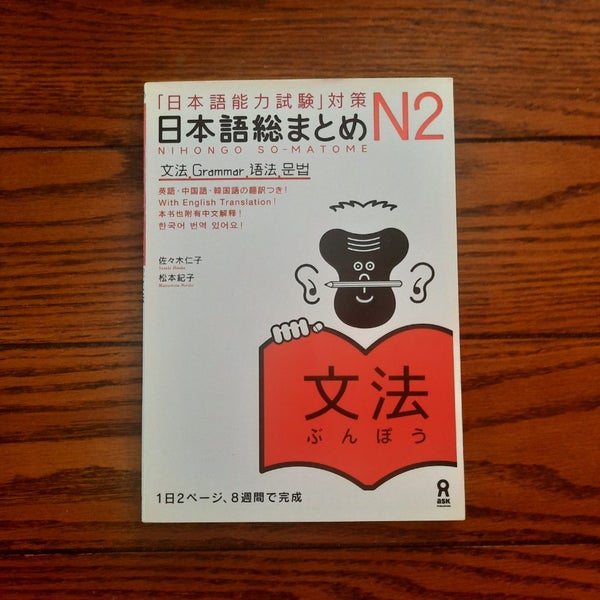 「日本語能力試験」対策
日本語総まとめ N2
NIHONGO SO-MATOME
文法, Grammar, 语法, 문법
英語・中国語・韓国語の翻訳つき!
With English Translation!
本书也附有中文解释!
한국어 번역 있어요!
佐々木仁子
松本紀子
Matsumoto Noriko
文法
ぶんぽう
1日2ページ、8週間で完成
ask
PUBLISHING